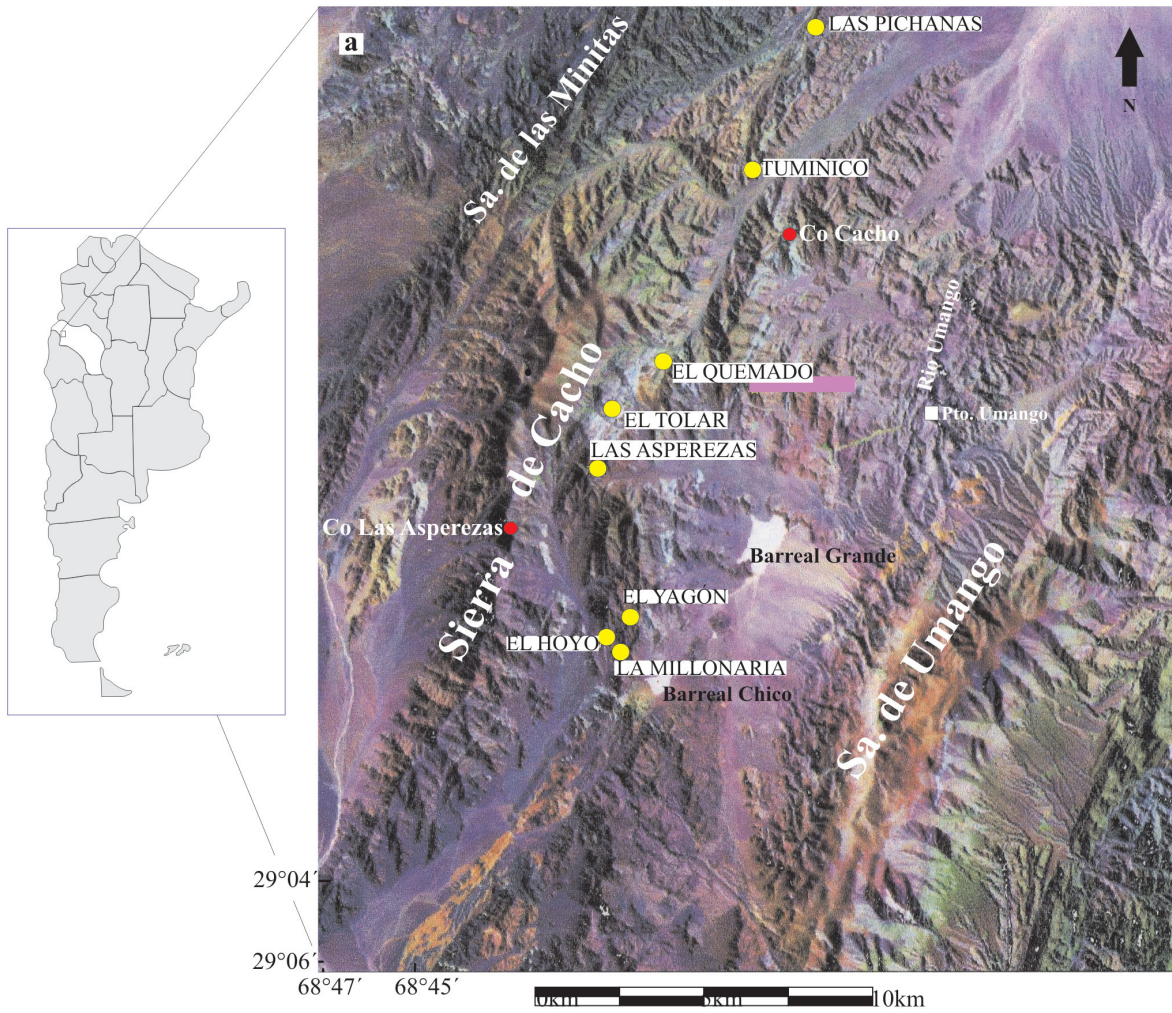 a
LAS PICHANAS
N
Sa. de las Minitas
TUMINICO
Co Cacho
Río Umango
EL QUEMADO
Pto. Umango
EL TOLAR
LAS ASPEREZAS
Sierra de Cacho
Co Las Asperezas
Barreal Grande
EL YAGÓN
EL HOYO
LA MILLONARIA
Barreal Chico
Sa. de Umango
29°04´
29°06´
68°47´ 68°45´
0km 5km 10km